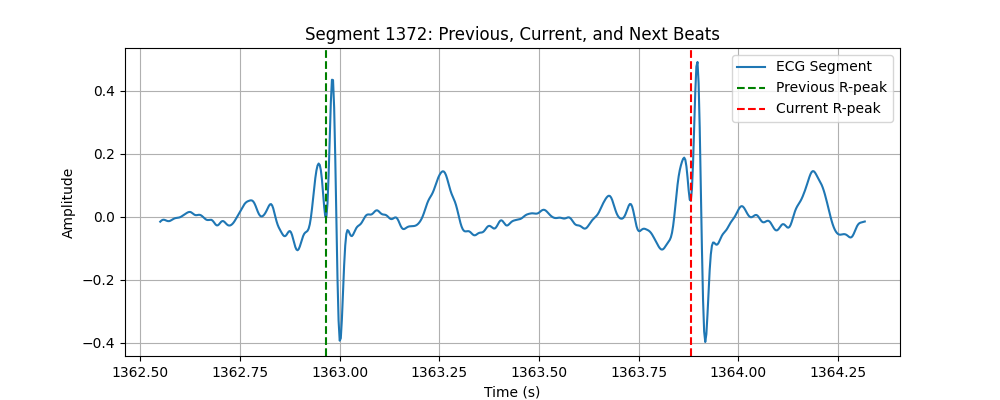 Segment 1372: Previous, Current, and Next Beats
ECG Segment
Previous R-peak
Current R-peak
0.4
0.2
0.0
−0.2
−0.4
Amplitude
1362.50 1362.75 1363.00 1363.25 1363.50 1363.75 1364.00 1364.25
Time (s)